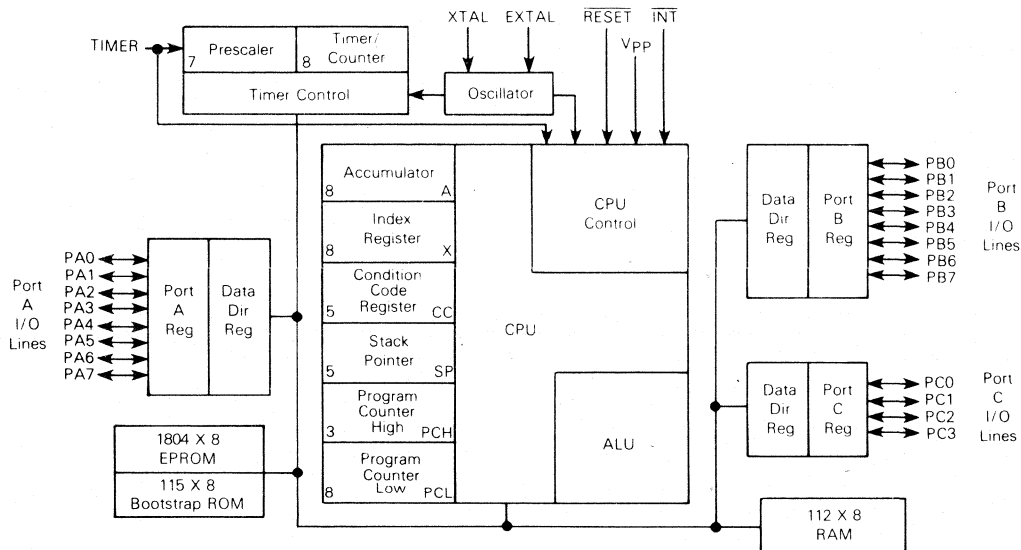 XTAL EXTAL RESET INT
VPP
TIMER
Prescaler
7
Timer/
Counter
8
Timer Control
Oscillator
Accumulator
8 A
Index
Register
8 X
Condition
Code
Register
5 CC
Stack
Pointer
5 SP
Program
Counter
High
3 PCH
Program
Counter
Low
8 PCL
CPU
CPU
Control
ALU
Port
A
I/O
Lines
PA0
PA1
PA2
PA3
PA4
PA5
PA6
PA7
Port
A
Reg
Data
Dir
Reg
1804 X 8
EPROM
115 X 8
Bootstrap ROM
Data
Dir
Reg
Port
B
Reg
PB0
PB1
PB2
PB3
PB4
PB5
PB6
PB7
Port
B
I/O
Lines
Data
Dir
Reg
Port
C
Reg
PC0
PC1
PC2
PC3
Port
C
I/O
Lines
112 X 8
RAM